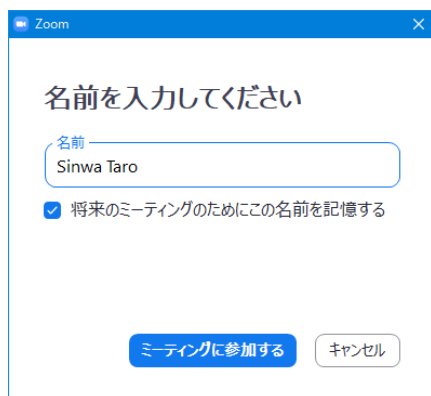 Zoom
名前を入力してください
名前
Sinwa Taro
将来のミーティングのためにこの名前を記憶する
ミーティングに参加する
キャンセル